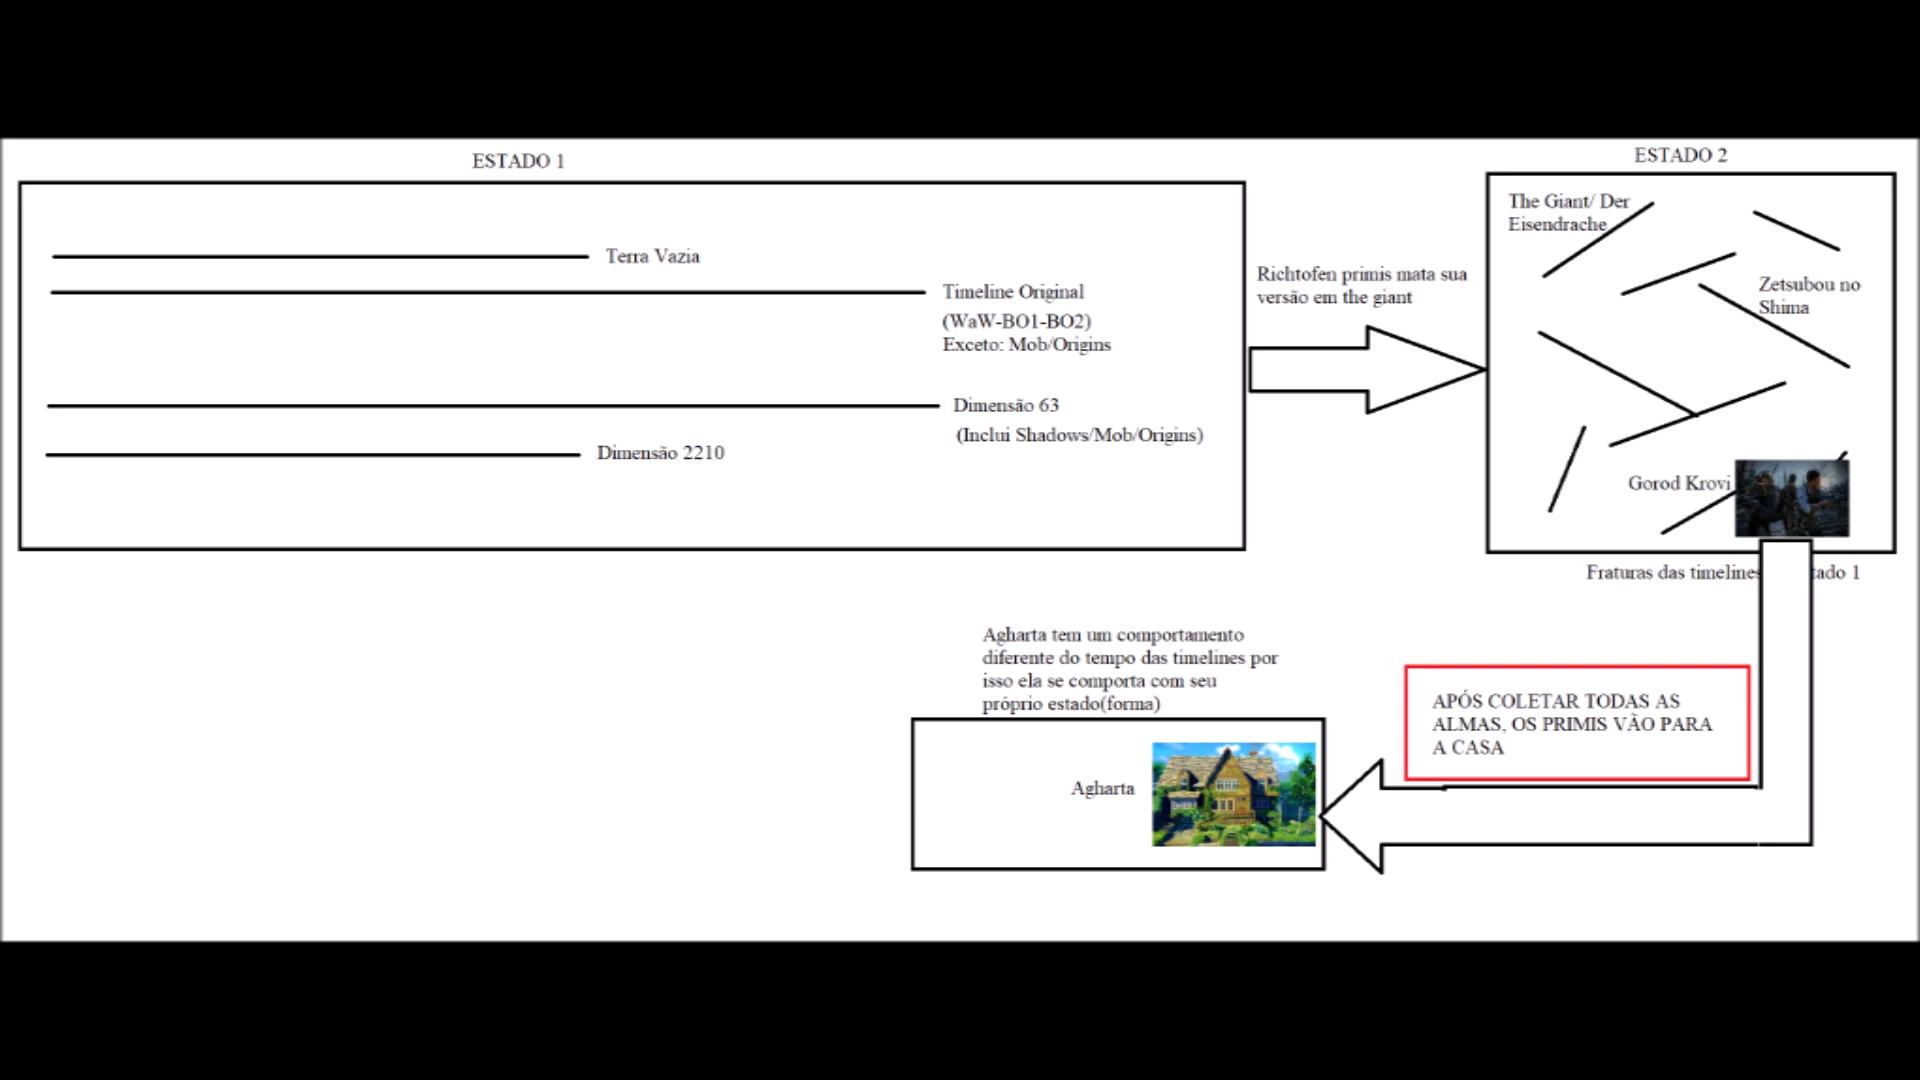 ESTADO 1
Terra Vazia
Timeline Original
(WaW-BO1-BO2)
Exceto: Mob/Origins
Dimensão 63
(Inclui Shadows/Mob/Origins)
Dimensão 2210
Richtofen primis mata sua
versão em the giant
ESTADO 2
The Giant/ Der
Eisendrache
Zetsubou no
Shima
Gorod Krovi
Fraturas das timelines tado 1
APÓS COLETAR TODAS AS
ALMAS, OS PRIMIS VÃO PARA
A CASA
Agharta tem um comportamento
diferente do tempo das timelines por
isso ela se comporta com seu
próprio estado(forma)
Agharta